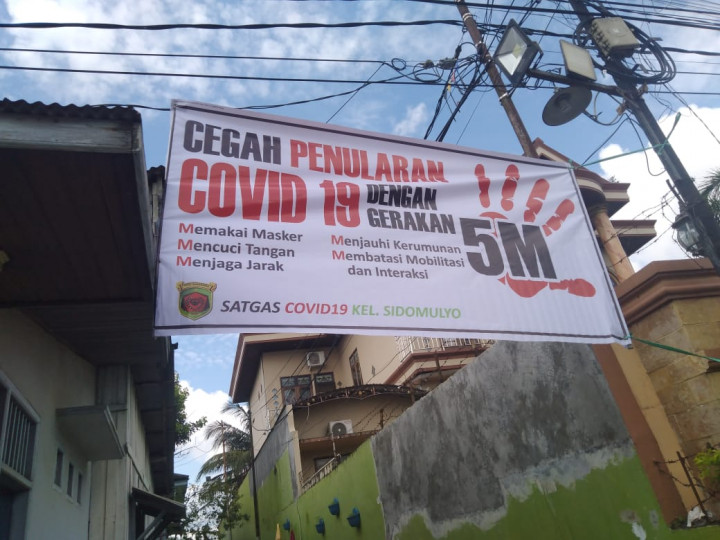 CEGAH PENULARAN
COVID 19 DENGAN GERAKAN 5M
Memakai Masker
Mencuci Tangan
Menjaga Jarak
Menjauhi Kerumunan
Membatasi Mobilitasi
dan Interaksi
SATGAS COVID19 KEL. SIDOMULYO